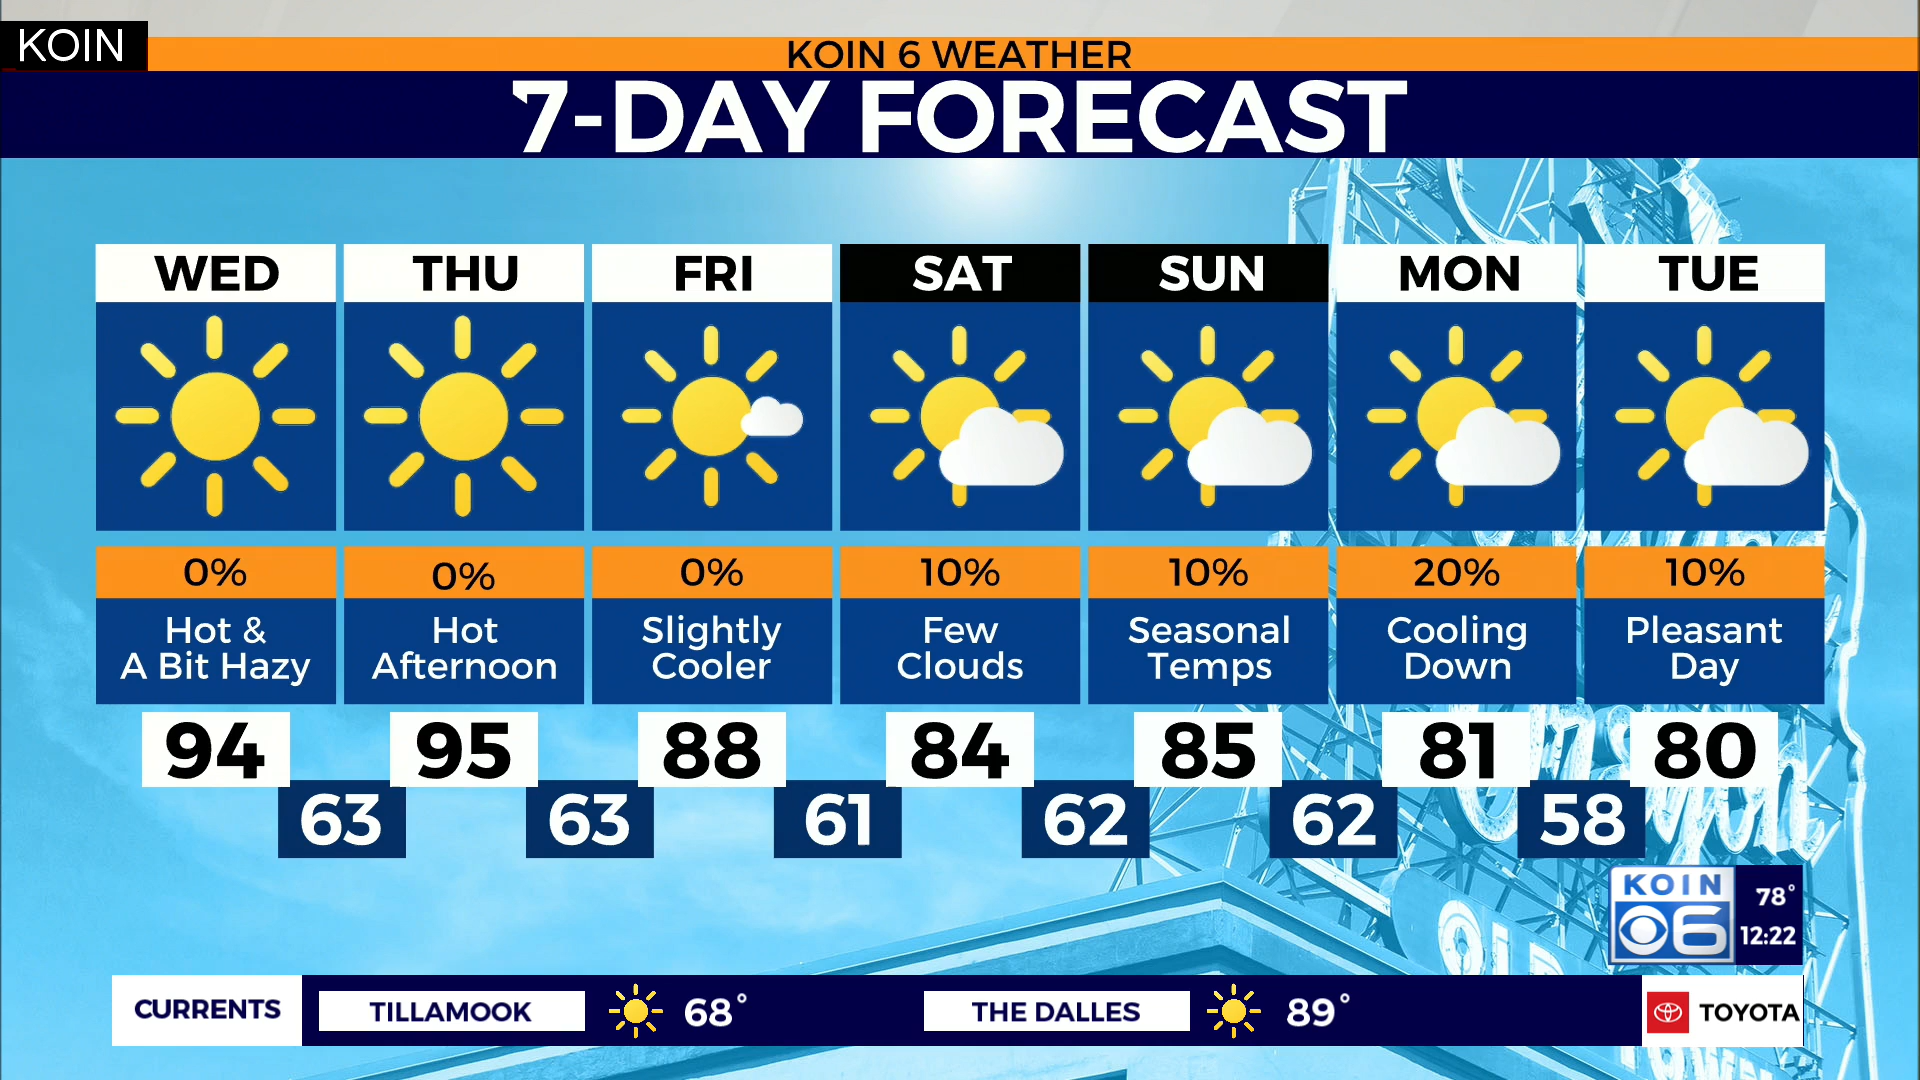 KOIN
KOIN 6 WEATHER
7-DAY FORECAST
WED THU FRI SAT SUN MON TUE
0% 0% 0% 10% 10% 20% 10%
Hot & Hot Slightly Few Seasonal Cooling Pleasant
A Bit Hazy Afternoon Cooler Clouds Temps Down Day
94 95 88 84 85 81 80
63 63 61 62 62 58
KOIN 78°
6 12:22
CURRENTS TILLAMOOK 68° THE DALLES 89° TOYOTA